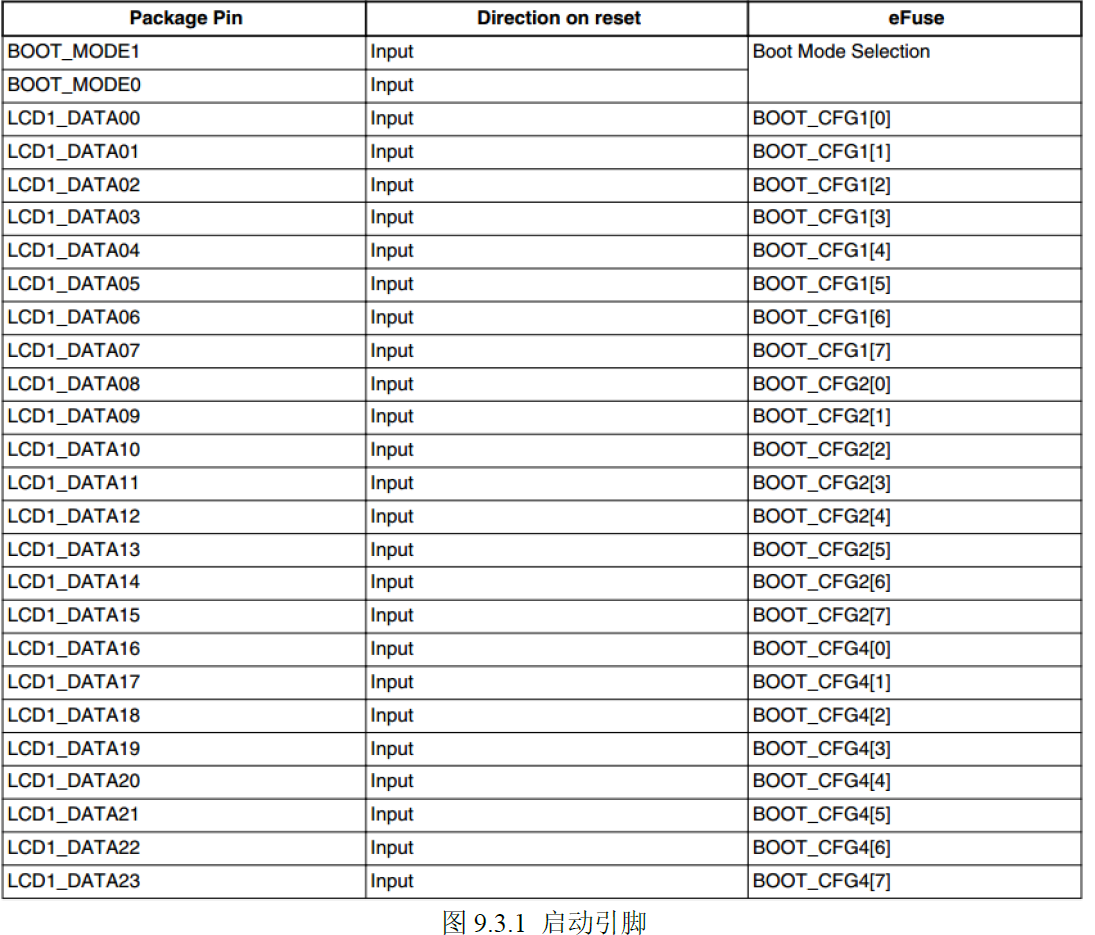 Package Pin Direction on reset eFuse
BOOT_MODE1 Input Boot Mode Selection
BOOT_MODE0 Input
LCD1_DATA00 Input BOOT_CFG1[0]
LCD1_DATA01 Input BOOT_CFG1[1]
LCD1_DATA02 Input BOOT_CFG1[2]
LCD1_DATA03 Input BOOT_CFG1[3]
LCD1_DATA04 Input BOOT_CFG1[4]
LCD1_DATA05 Input BOOT_CFG1[5]
LCD1_DATA06 Input BOOT_CFG1[6]
LCD1_DATA07 Input BOOT_CFG1[7]
LCD1_DATA08 Input BOOT_CFG2[0]
LCD1_DATA09 Input BOOT_CFG2[1]
LCD1_DATA10 Input BOOT_CFG2[2]
LCD1_DATA11 Input BOOT_CFG2[3]
LCD1_DATA12 Input BOOT_CFG2[4]
LCD1_DATA13 Input BOOT_CFG2[5]
LCD1_DATA14 Input BOOT_CFG2[6]
LCD1_DATA15 Input BOOT_CFG2[7]
LCD1_DATA16 Input BOOT_CFG4[0]
LCD1_DATA17 Input BOOT_CFG4[1]
LCD1_DATA18 Input BOOT_CFG4[2]
LCD1_DATA19 Input BOOT_CFG4[3]
LCD1_DATA20 Input BOOT_CFG4[4]
LCD1_DATA21 Input BOOT_CFG4[5]
LCD1_DATA22 Input BOOT_CFG4[6]
LCD1_DATA23 Input BOOT_CFG4[7]
图 9.3.1 启动引脚